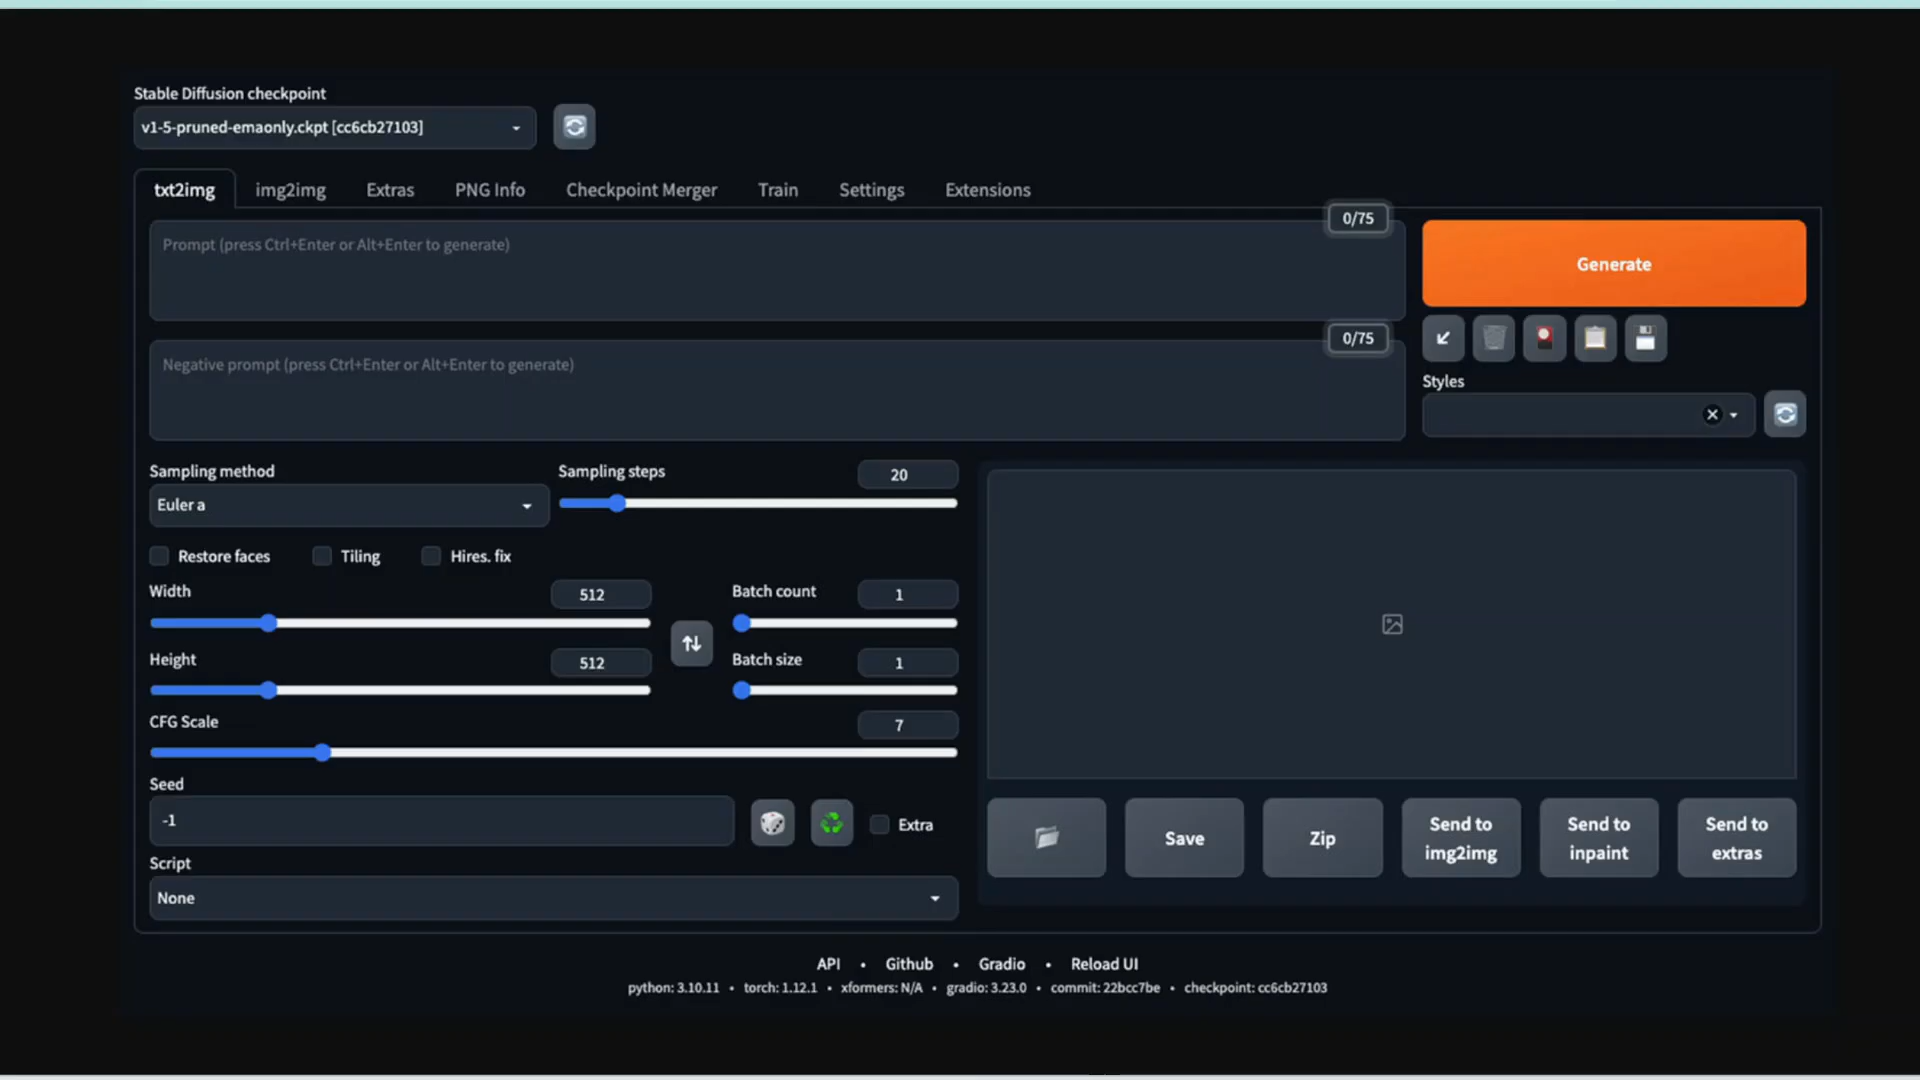 Stable Diffusion checkpoint
v1-5-pruned-emaonly.ckpt [cc6cb27103]
txt2img img2img Extras PNG Info Checkpoint Merger Train Settings Extensions
0/75
Prompt (press Ctrl+Enter or Alt+Enter to generate)
Generate
0/75
Negative prompt (press Ctrl+Enter or Alt+Enter to generate)
Styles
Sampling method
Euler a
Sampling steps
20
Restore faces Tiling Hires. fix
Width
512
Batch count
1
Height
512
Batch size
1
CFG Scale
7
Seed
-1
Extra
Script
None
Save
Zip
Send to
img2img
Send to
inpaint
Send to
extras
API • Github • Gradio • Reload UI
python: 3.10.11 • torch: 1.12.1 • xformers: N/A • gradio: 3.23.0 • commit: 22bcc7be • checkpoint: cc6cb27103